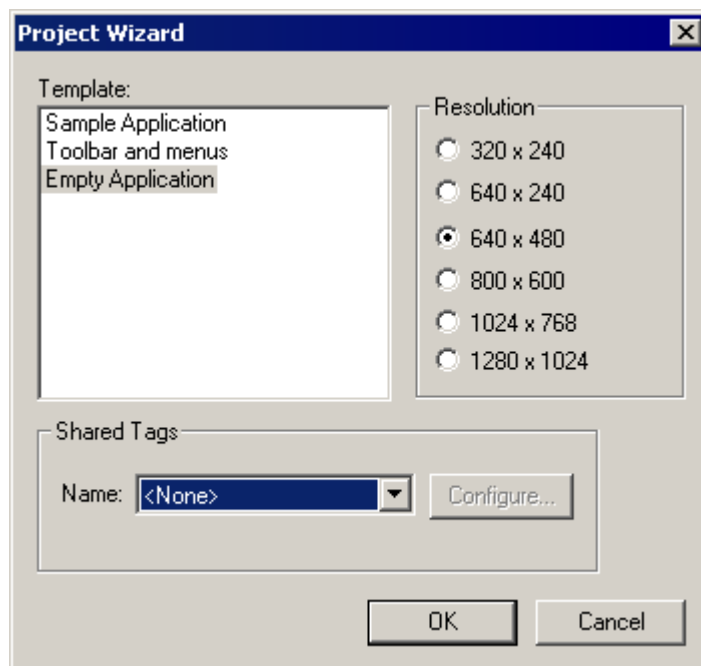 Project Wizard
Template:
Sample Application
Toolbar and menus
Empty Application
Resolution
320 x 240
640 x 240
640 x 480
800 x 600
1024 x 768
1280 x 1024
Shared Tags
Name: <None> Configure...
OK Cancel